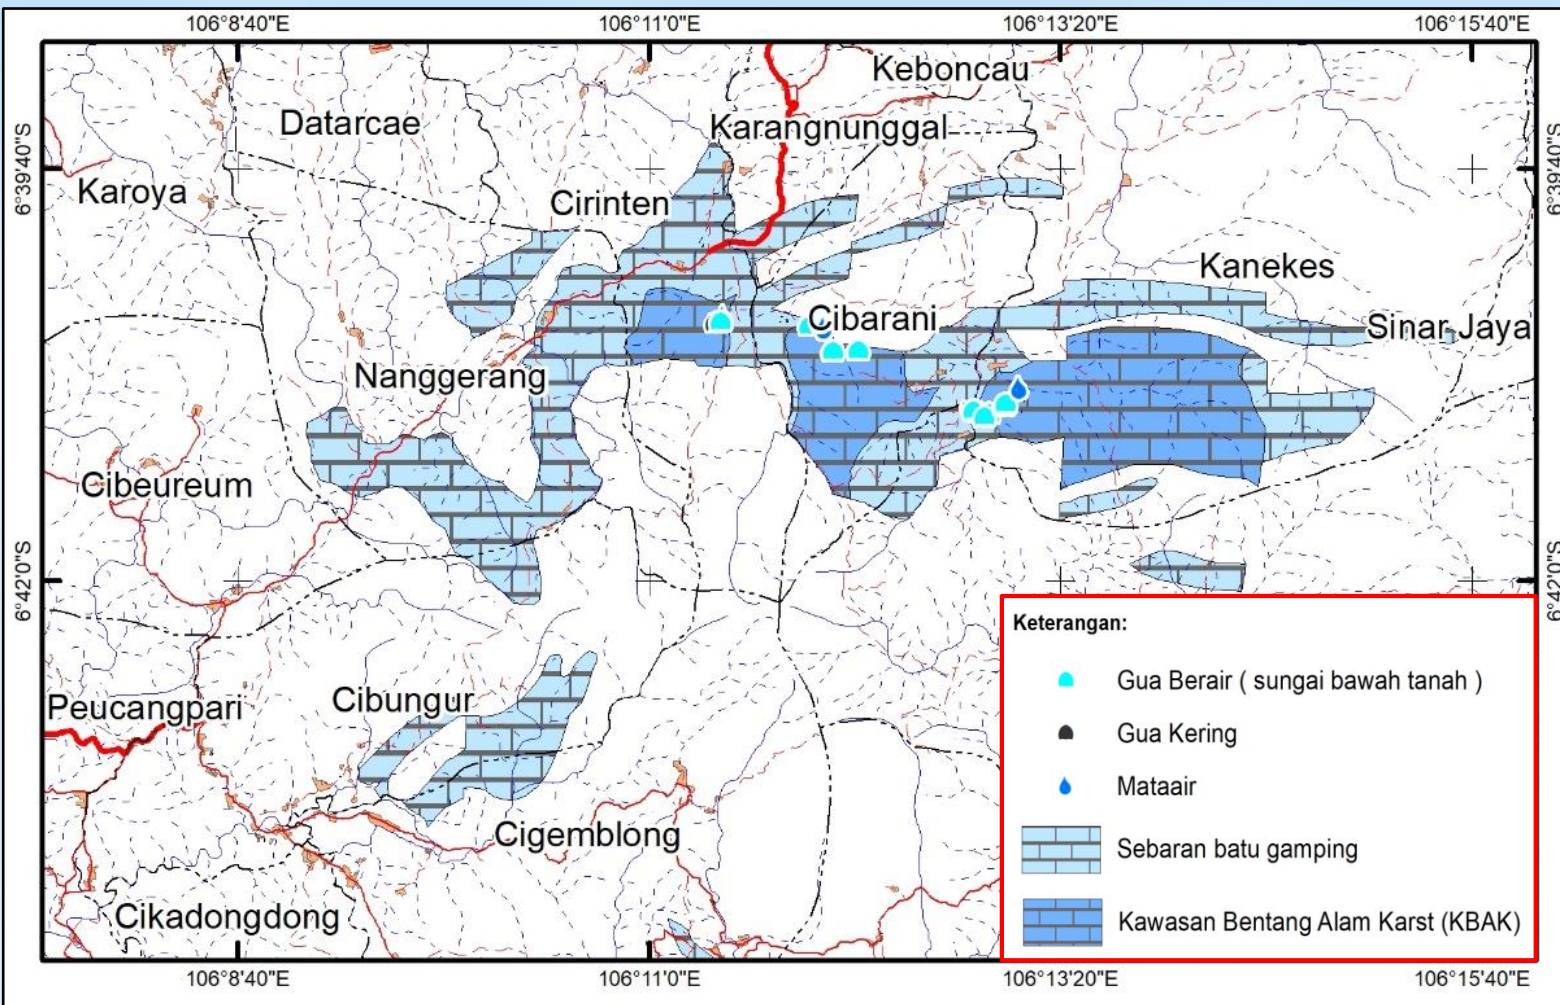 106°8'40"E
106°11'0"E
106°13'20"E
106°15'40"E
Keboncau
Datarcae
Karangnunggal
6°39'40"S
6°39'40"S
Karoya
Cirinten
Kanekes
Cibarani
Sinar Jaya
Nanggerang
Cibeureum
6°42'0"S
6°42'0"S
Keterangan:
Gua Berair ( sungai bawah tanah )
Gua Kering
Mataair
Sebaran batu gamping
Kawasan Bentang Alam Karst (KBAK)
Peucangpari
Cibungur
Cigemblong
Cikadongdong
106°8'40"E
106°11'0"E
106°13'20"E
106°15'40"E